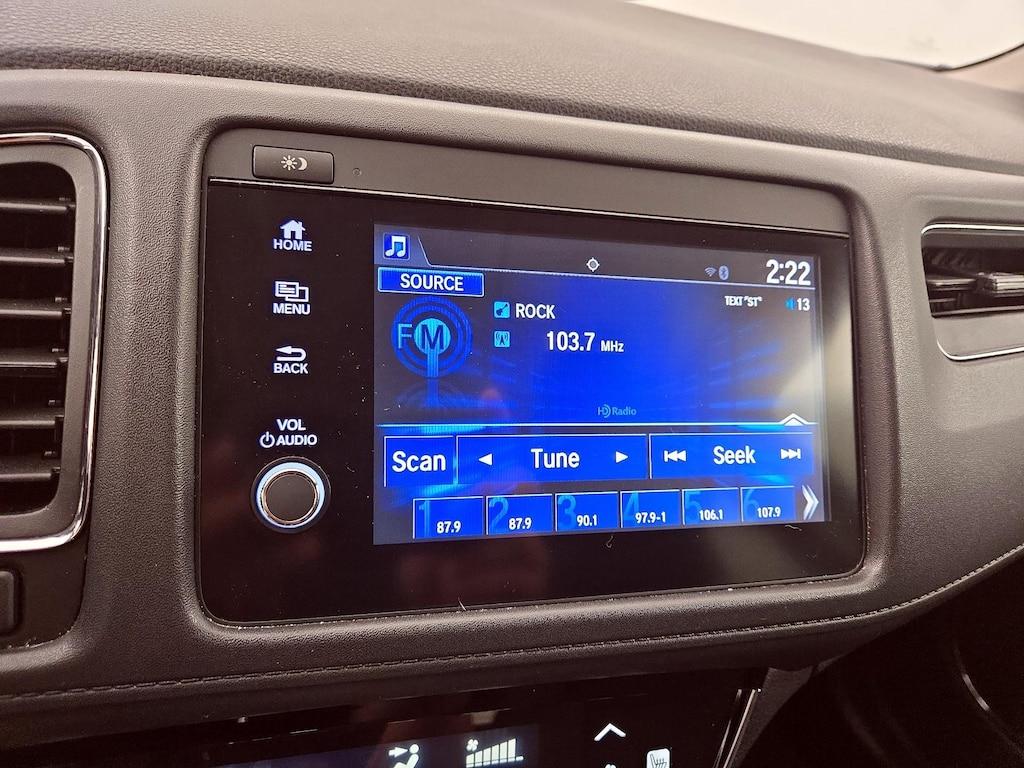 HOME
MENU
BACK
VOL
AUDIO
2:22
SOURCE
TEXT "ST" 13
FM
ROCK
103.7 MHz
HD Radio
Scan Tune Seek
1 87.9 2 87.9 3 90.1 4 97.9-1 5 106.1 6 107.9